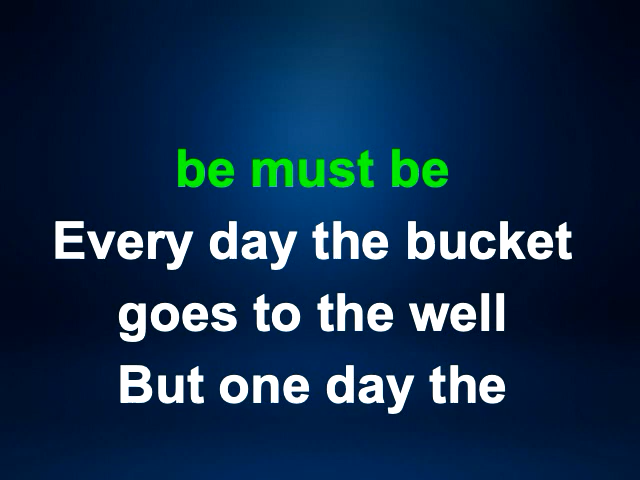 be must be
Every day the bucket
goes to the well
But one day the